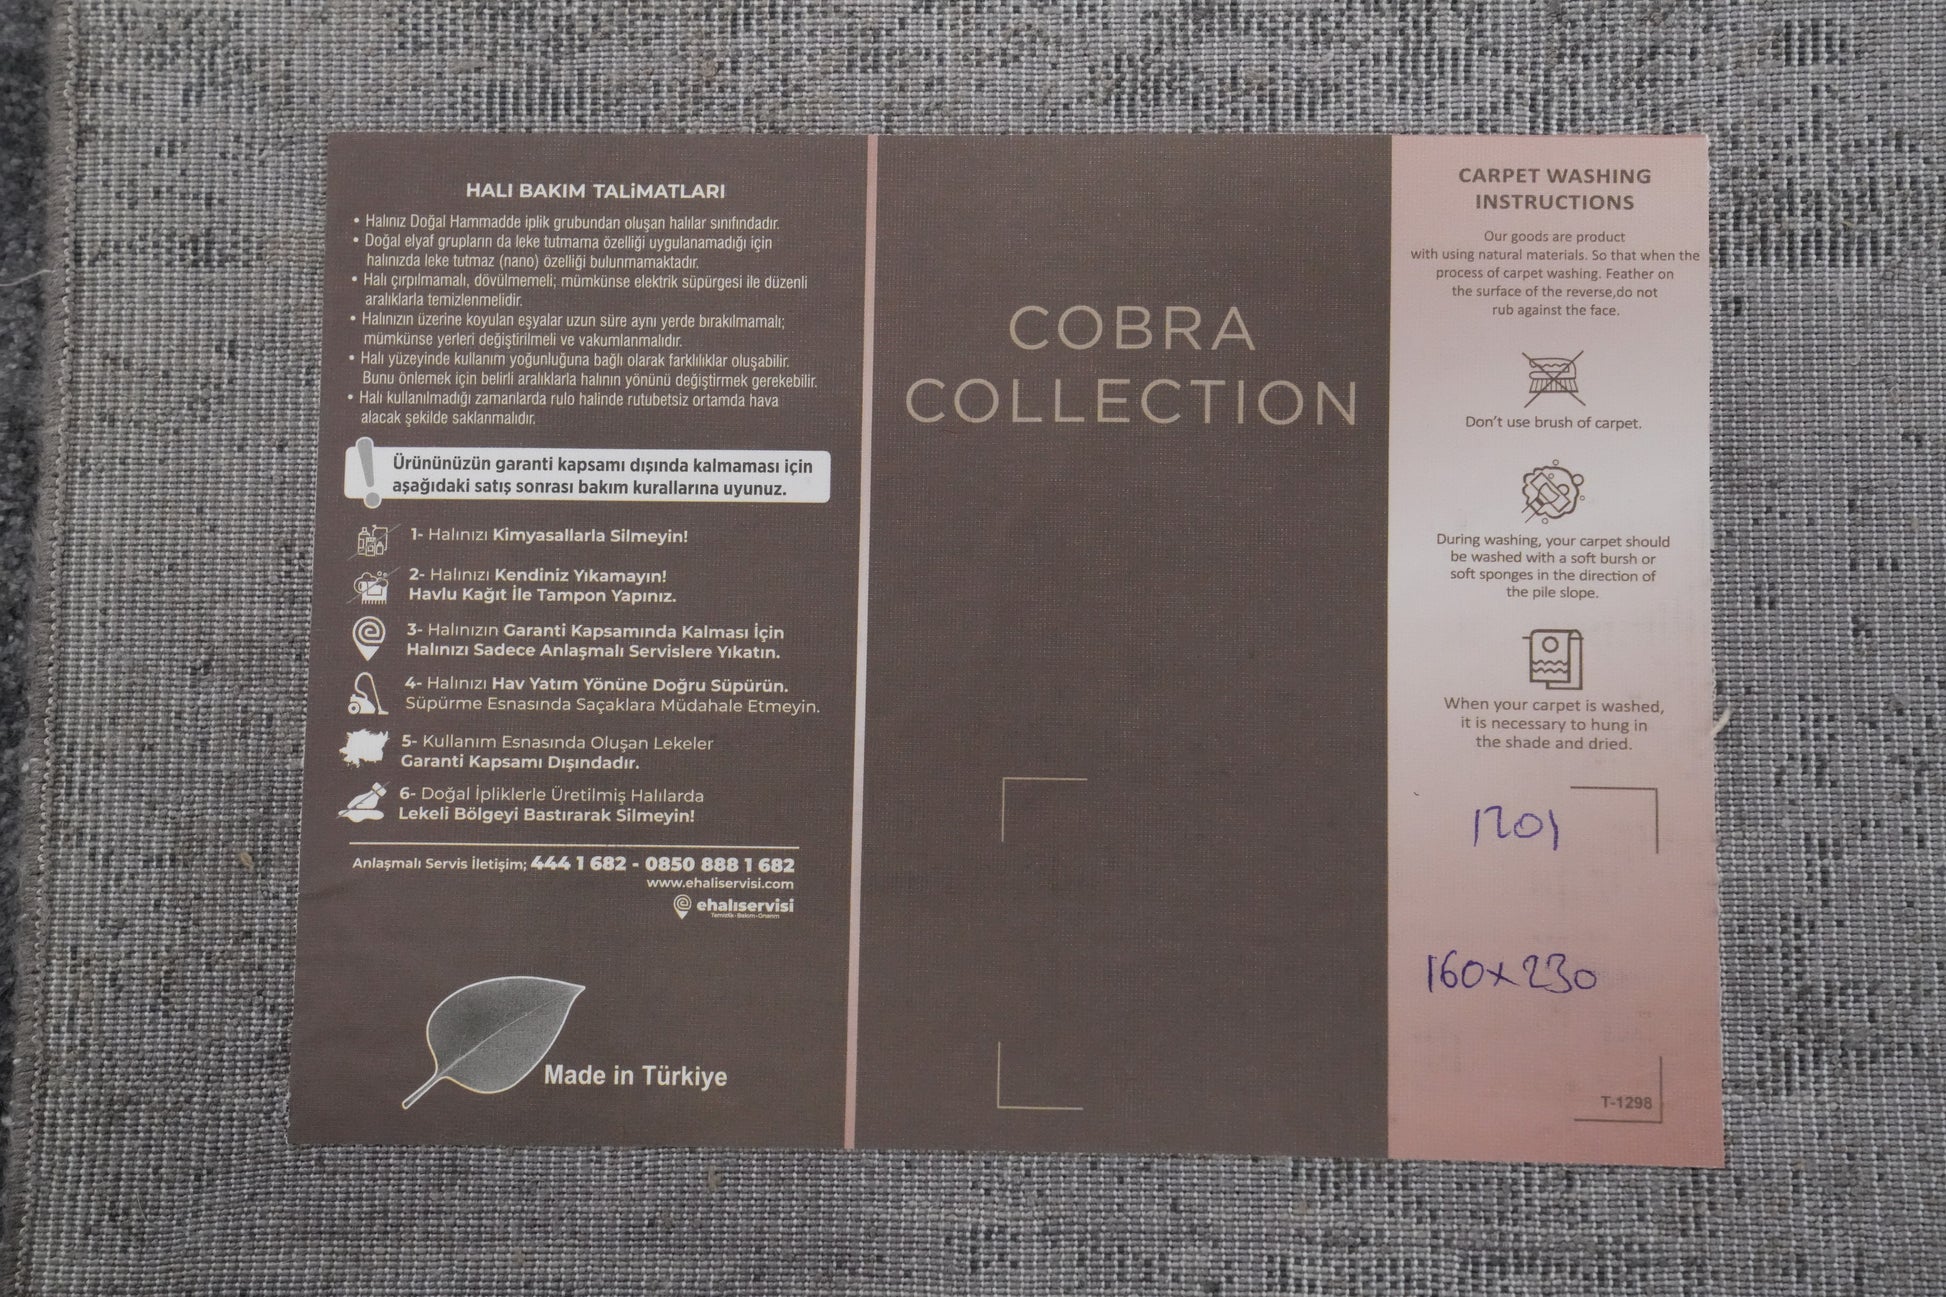 HALI BAKIM TALİMATLARI
• Halınız Doğal Hammadde iplik grubundan oluşan halılar sınıfındadır.
• Doğal elyaf grupların da leke tutmama özelliği uygulanamadığı için
halınızda leke tutmaz (nano) özelliği bulunmamaktadır.
• Halı çırpılmamalı, dövülmemeli; mümkünse elektrik süpürgesi ile düzenli
aralıklarla temizlenmelidir.
• Halınızın üzerine koyulan eşyalar uzun süre aynı yerde bırakılmamalı;
mümkünse yerleri değiştirilmeli ve vakumlanmalıdır.
• Halı yüzeyinde kullanım yoğunluğuna bağlı olarak farklılıklar oluşabilir.
Bunu önlemek için belirli aralıklarla halının yönünü değiştirmek gerekebilir.
• Halı kullanılmadığı zamanlarda rulo halinde rutubetsiz ortamda hava
alacak şekilde saklanmalıdır.
Ürününüzün garanti kapsamı dışında kalmaması için
aşağıdaki satış sonrası bakım kurallarına uyunuz.
1- Halınızı Kimyasallarla Silmeyin!
2- Halınızı Kendiniz Yıkamayın!
Havlu Kağıt İle Tampon Yapınız.
3- Halınızın Garanti Kapsamında Kalması İçin
Halınızı Sadece Anlaşmalı Servislere Yıkatın.
4- Halınızı Hav Yatım Yönüne Doğru Süpürün.
Süpürme Esnasında Saçaklara Müdahale Etmeyin.
5- Kullanım Esnasında Oluşan Lekeler
Garanti Kapsamı Dışındadır.
6- Doğal İpliklerle Üretilmiş Halılarda
Lekeli Bölgeyi Bastırarak Silmeyin!
Anlaşmalı Servis İletişim; 444 1 682 - 0850 888 1 682
www.ehaliservisi.com
ehalıservisi
Temizlik-Bakım-Onarım
Made in Türkiye
COBRA
COLLECTION
CARPET WASHING
INSTRUCTIONS
Our goods are product
with using natural materials. So that when the
process of carpet washing. Feather on
the surface of the reverse,do not
rub against the face.
Don't use brush of carpet.
During washing, your carpet should
be washed with a soft bursh or
soft sponges in the direction of
the pile slope.
When your carpet is washed,
it is necessary to hung in
the shade and dried.
1201
160x230
T-1298